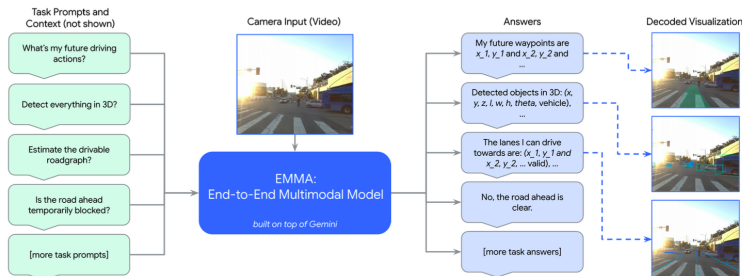 Task Prompts and
Context (not shown)
What's my future driving
actions?
Detect everything in 3D?
Estimate the drivable
roadgraph?
Is the road ahead
temporarily blocked?
[more task prompts]
Camera Input (Video)
EMMA:
End-to-End Multimodal Model
built on top of Gemini
Answers
My future waypoints are
x_1, y_1 and x_2, y_2 and
...
Detected objects in 3D: (x,
y, z, l, w, h, theta, vehicle),
...
The lanes I can drive
towards are: (x_1, y_1 and
x_2, y_2, ... valid), ...
No, the road ahead is
clear.
[more task answers]
Decoded Visualization